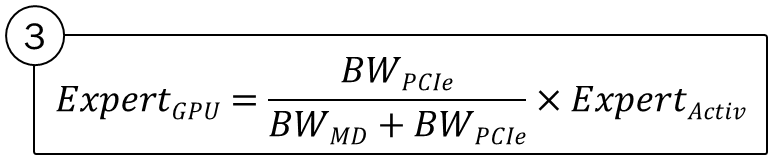 3
Expert_GPU = BW_PCIe / (BW_MD + BW_PCIe) × Expert_Activ